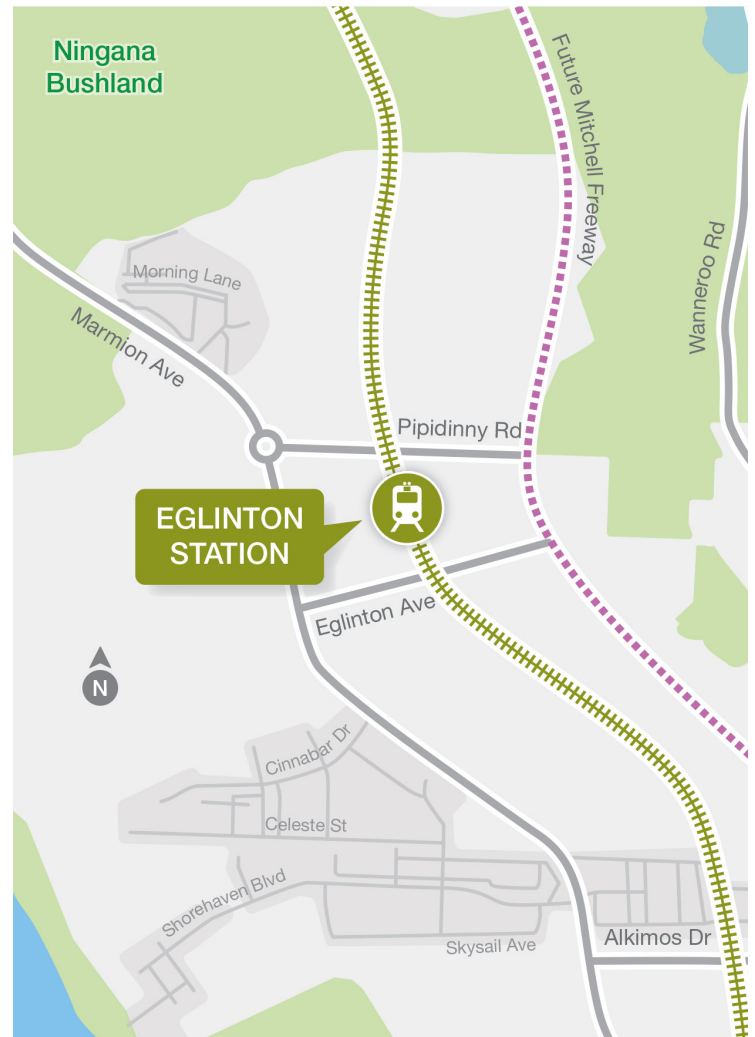 Ningana
Bushland
Future Mitchell Freeway
Wanneroo Rd
Morning Lane
Marmion Ave
Pipidinny Rd
EGLINTON
STATION
Eglinton Ave
N
Cinnabar Dr
Celeste St
Shorehaven Blvd
Skysail Ave
Alkimos Dr